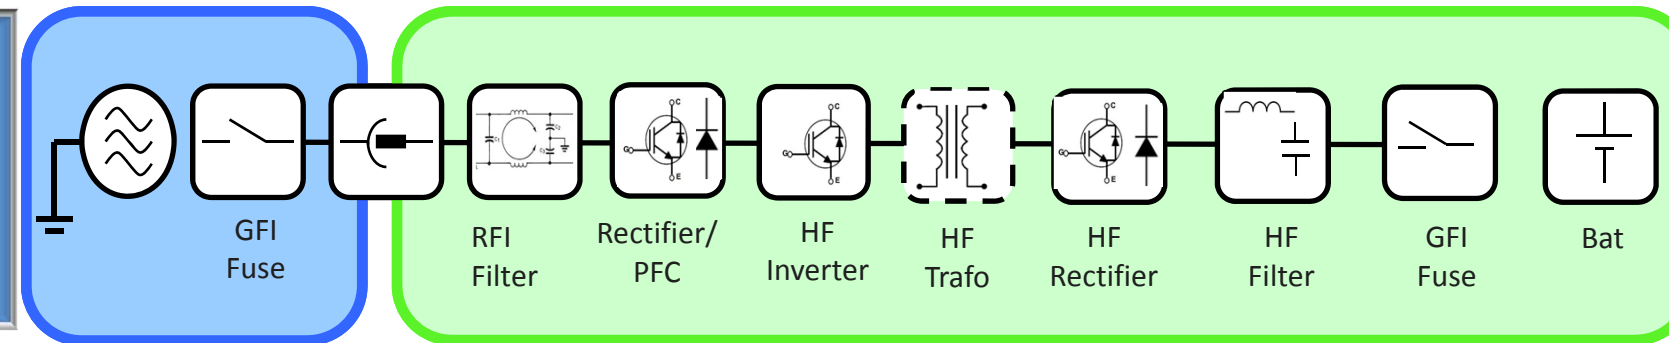 GFI
Fuse
RFI
Filter
Rectifier/
PFC
HF
Inverter
HF
Trafo
HF
Rectifier
HF
Filter
GFI
Fuse
Bat
C
G
E
C
G
E
C
G
E